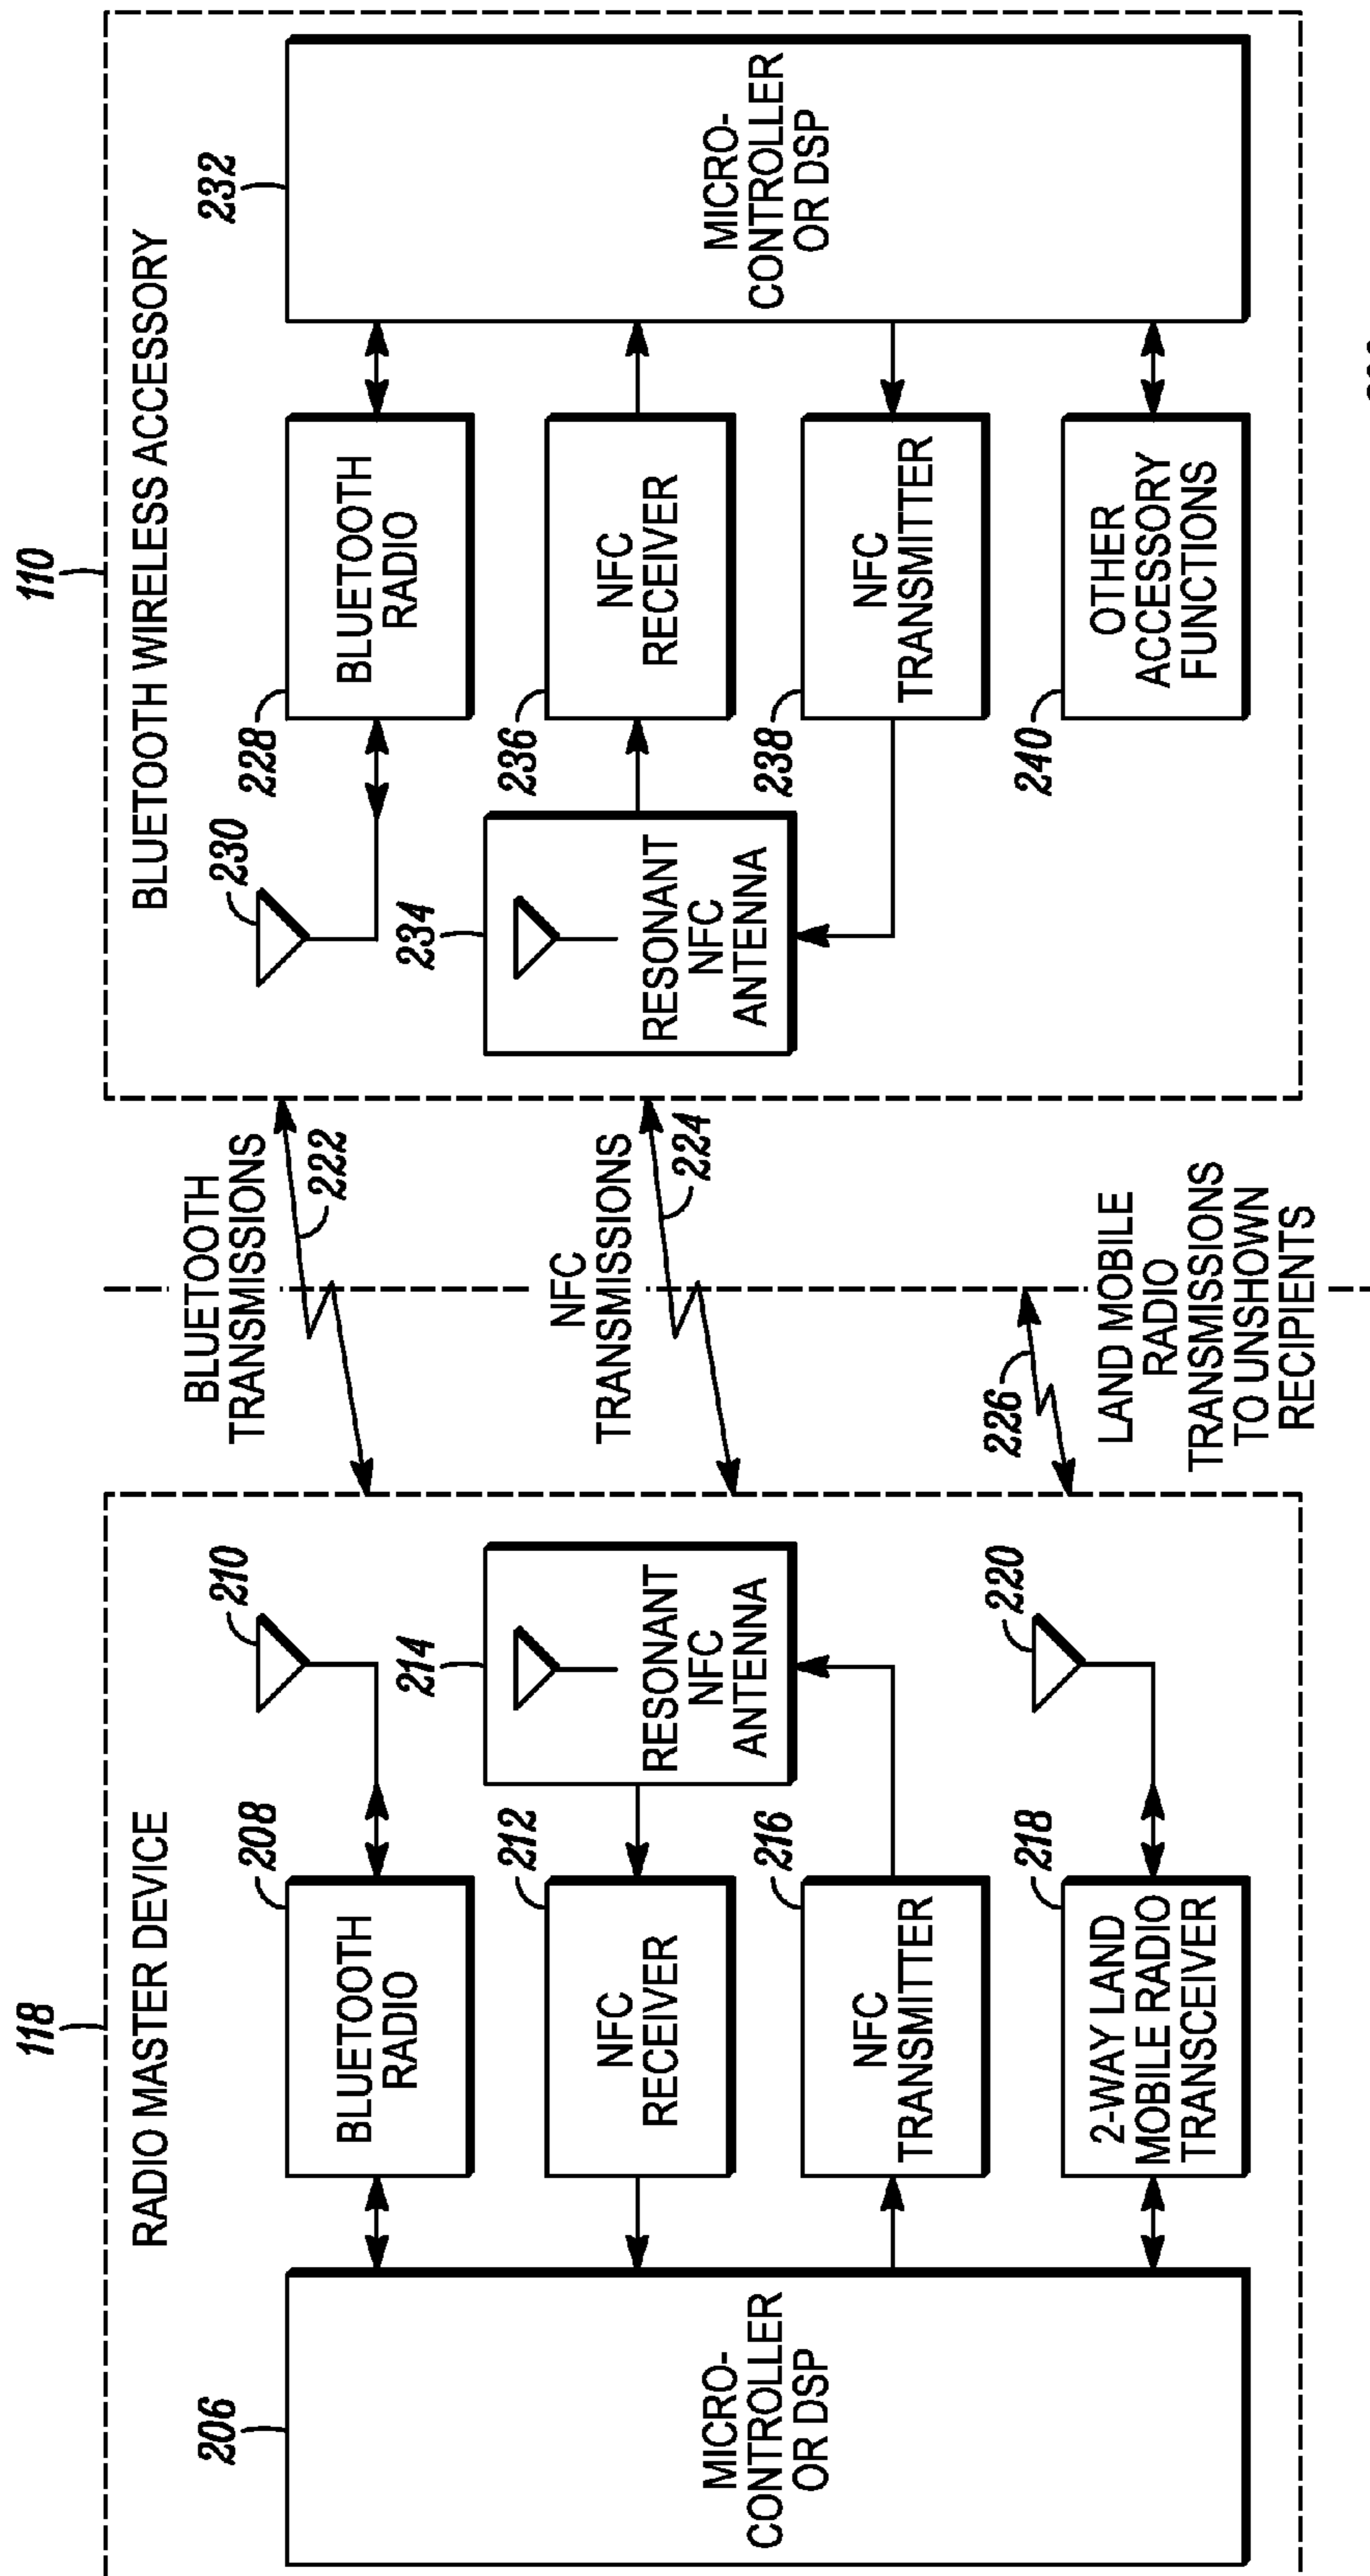 118
RADIO MASTER DEVICE
206
MICRO-
CONTROLLER
OR DSP
208
BLUETOOTH
RADIO
210
212
NFC
RECEIVER
214
RESONANT
NFC
ANTENNA
216
NFC
TRANSMITTER
218
2-WAY LAND
MOBILE RADIO
TRANSCEIVER
220
BLUETOOTH
TRANSMISSIONS
222
NFC
TRANSMISSIONS
224
226
LAND MOBILE
RADIO
TRANSMISSIONS
TO UNSHOWN
RECIPIENTS
110
BLUETOOTH WIRELESS ACCESSORY
230
228
BLUETOOTH
RADIO
232
MICRO-
CONTROLLER
OR DSP
234
RESONANT
NFC
ANTENNA
236
NFC
RECEIVER
238
NFC
TRANSMITTER
240
OTHER
ACCESSORY
FUNCTIONS